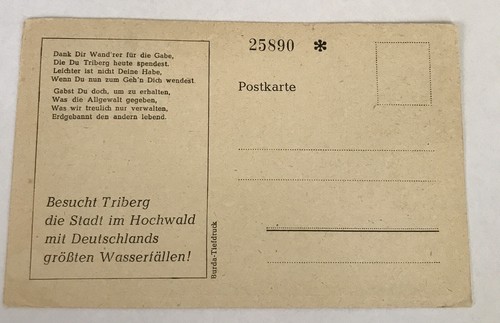 Dank Dir Wand'rer für die Gabe,
Die Du Triberg heute spendest.
Leichter ist nicht Deine Habe,
Wenn Du nun zum Geh'n Dich wendest.
Gabst Du doch, um zu erhalten,
Was die Allgewalt gegeben,
Was wir treulich nur verwalten,
Erdgebannt den andern lebend.
Besucht Triberg
die Stadt im Hochwald
mit Deutschlands
größten Wasserfällen!
Burda-Tiefdruck
25890 *
Postkarte